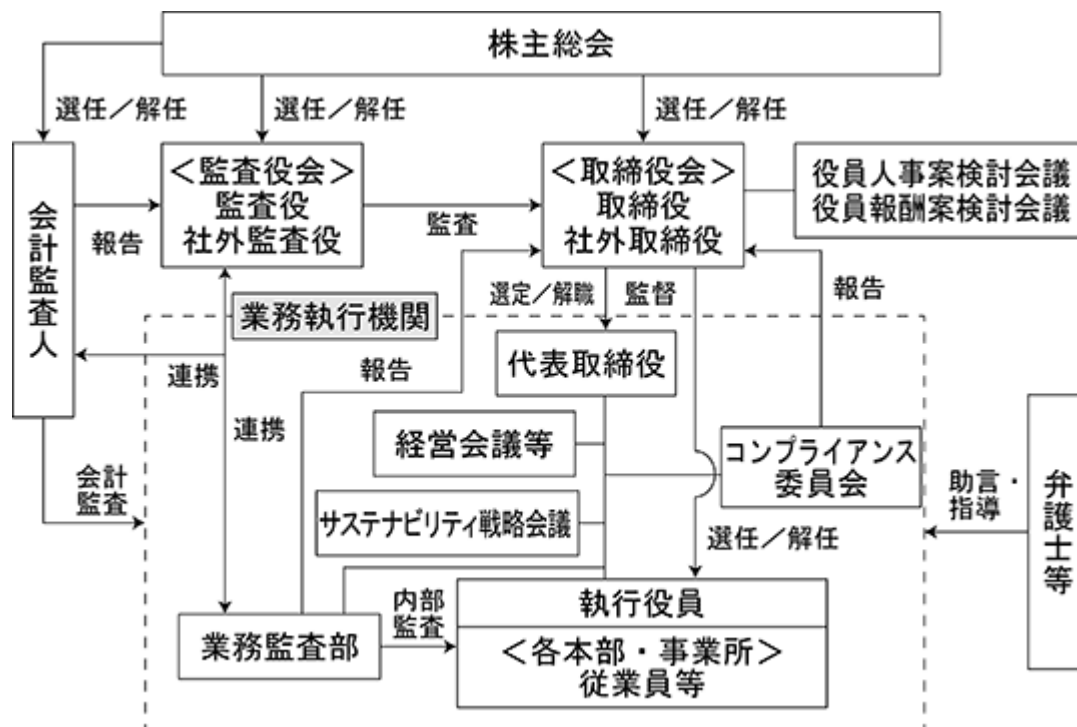 株主総会
選任／解任
選任／解任
選任／解任
＜監査役会＞
監査役
社外監査役
＜取締役会＞
取締役
社外取締役
役員人事案検討会議
役員報酬案検討会議
会計監査人
報告
監査
選定／解職
監督
報告
業務執行機関
連携
報告
代表取締役
連携
経営会議等
コンプライアンス
委員会
会計
監査
サステナビリティ戦略会議
選任／解任
助言・
指導
弁護士等
業務監査部
内部
監査
執行役員
＜各本部・事業所＞
従業員等